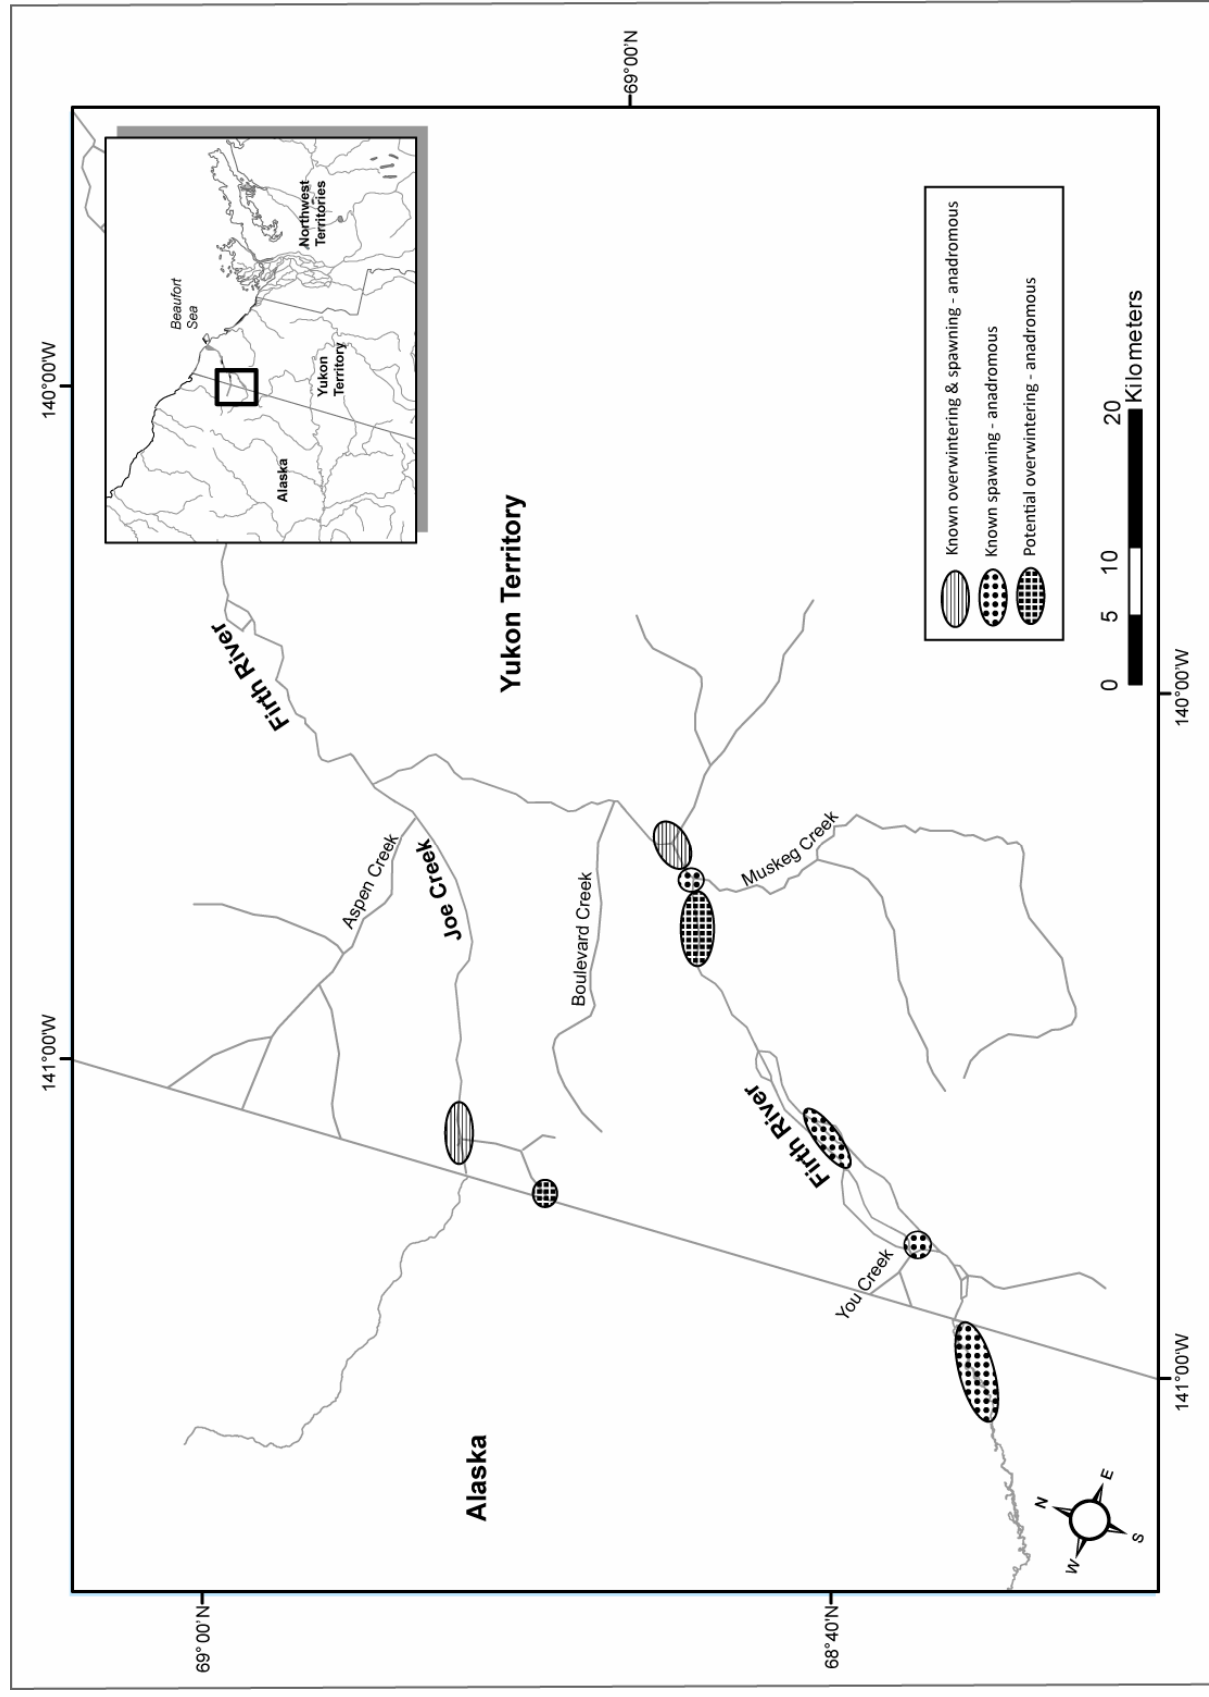 140°00'W
69°00'N
Beaufort
Sea
Northwest
Territories
Yukon
Territory
Alaska
Firth River
Yukon Territory
Aspen Creek
Joe Creek
Boulevard Creek
Muskeg Creek
Firth River
You Creek
Alaska
141°00'W
69°00'N
68°40'N
141°00'W
140°00'W
Known overwintering & spawning - anadromous
Known spawning - anadromous
Potential overwintering - anadromous
0 5 10 20
Kilometers
N
E
S
W